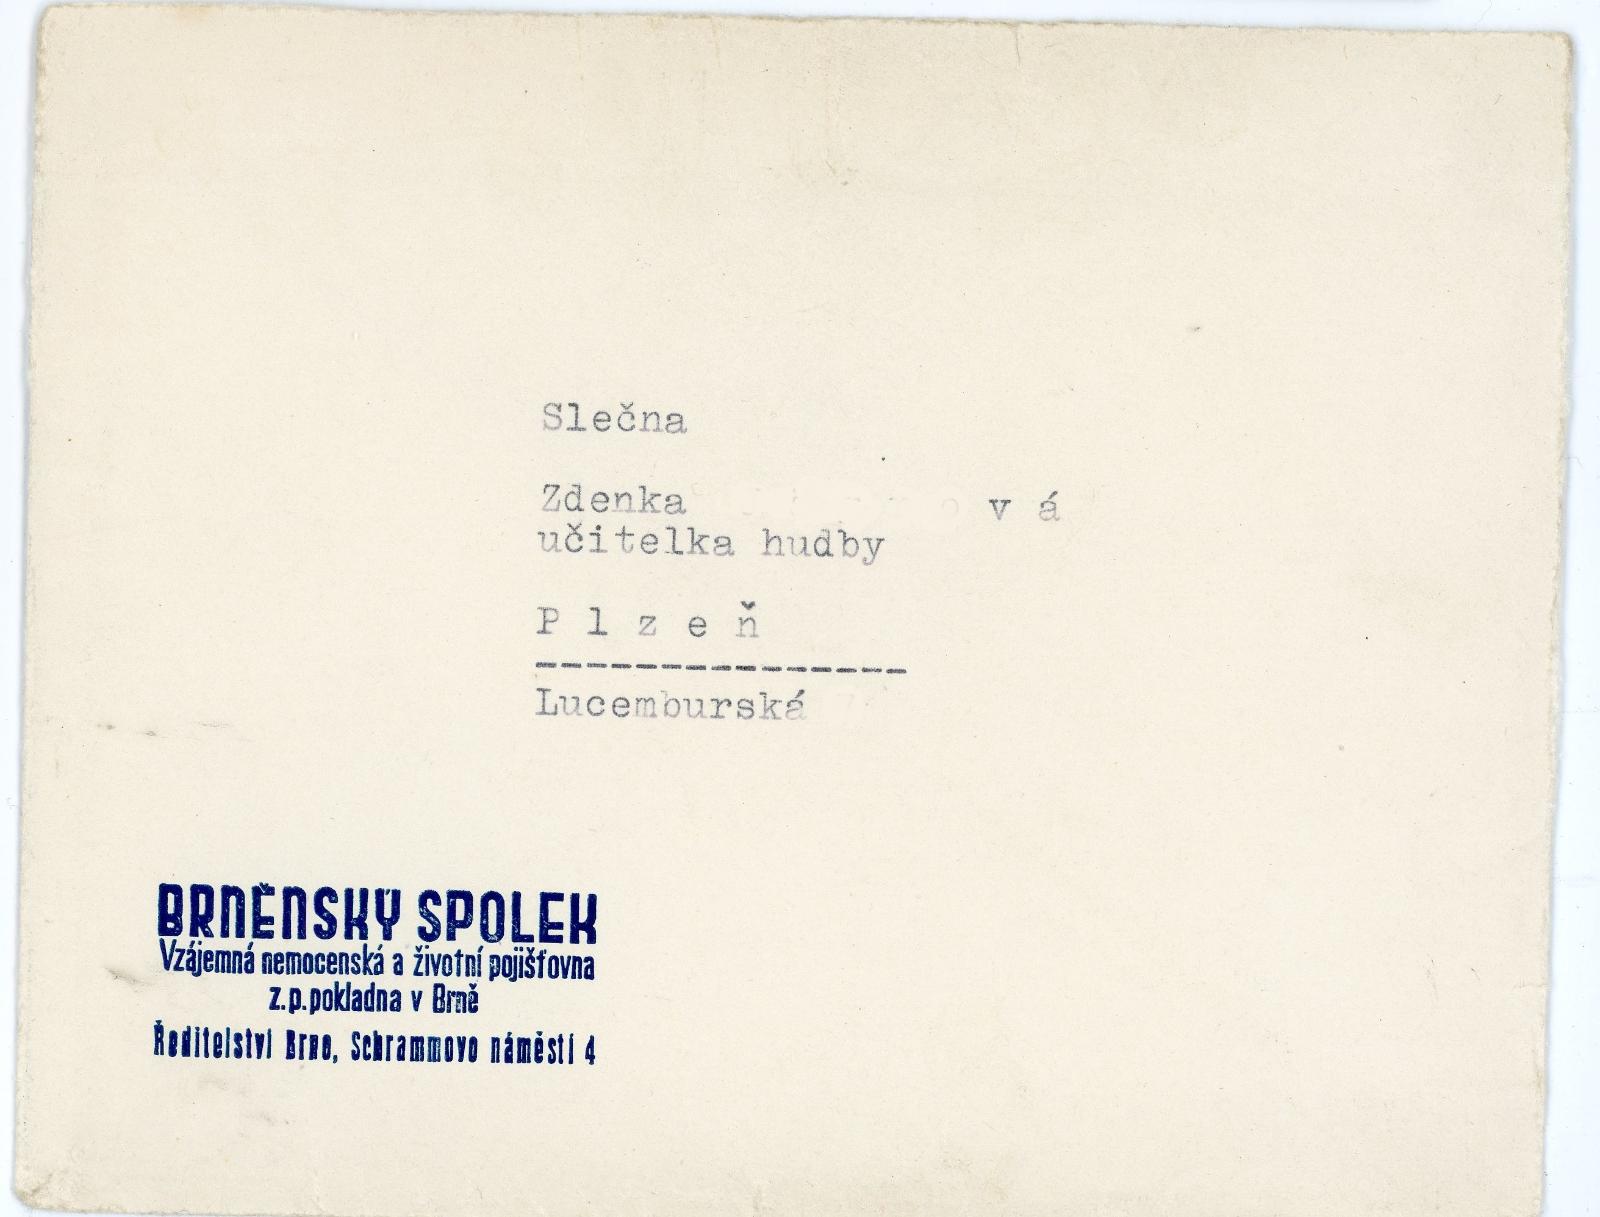 Slečna
Zdenka v á
učitelka hudby
P l z e ň
---------------
Lucemburská
BRNĚNSKÝ SPOLEK
Vzájemná nemocenská a životní pojišťovna
z.p.pokladna v Brně
Ředitelství Brno, Schrammovo náměstí 4